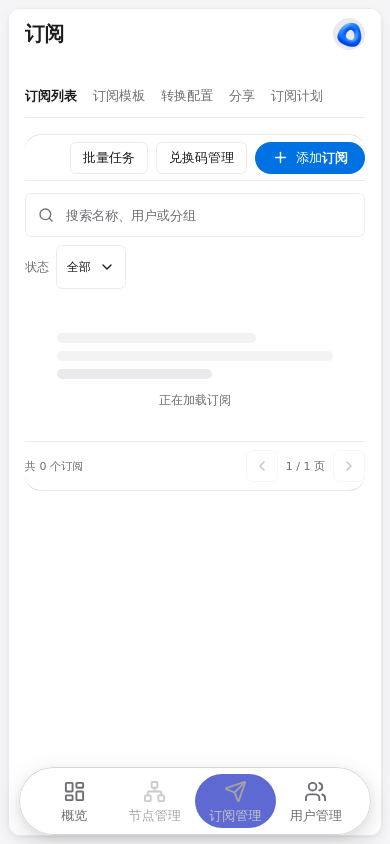 订阅
订阅列表 订阅模板 转换配置 分享 订阅计划
批量任务 兑换码管理 添加订阅
搜索名称、用户或分组
状态 全部
正在加载订阅
共 0 个订阅 1 / 1 页
概览 节点管理 订阅管理 用户管理